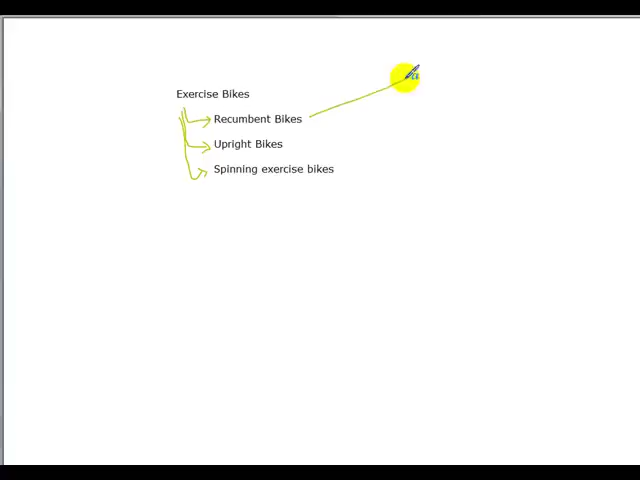 Exercise Bikes
Recumbent Bikes
Upright Bikes
Spinning exercise bikes